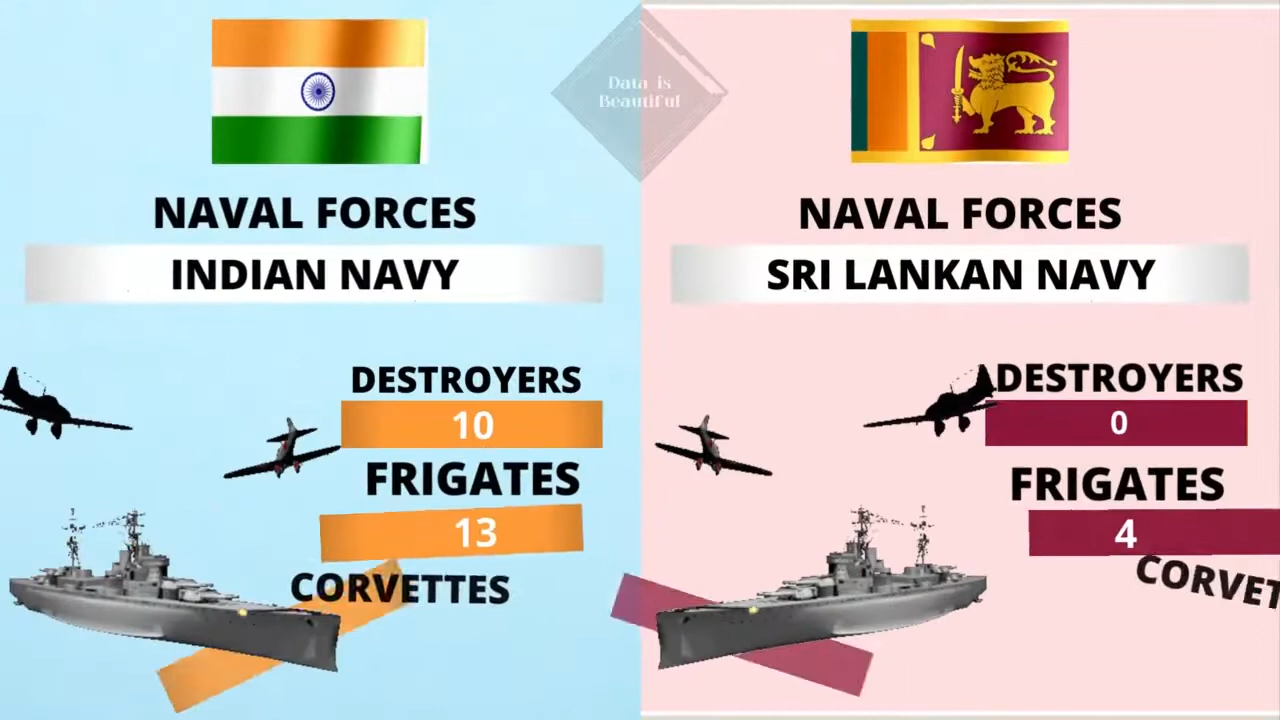 Data is
Beautiful
NAVAL FORCES
INDIAN NAVY
DESTROYERS
10
FRIGATES
13
CORVETTES
NAVAL FORCES
SRI LANKAN NAVY
DESTROYERS
0
FRIGATES
4
CORVET